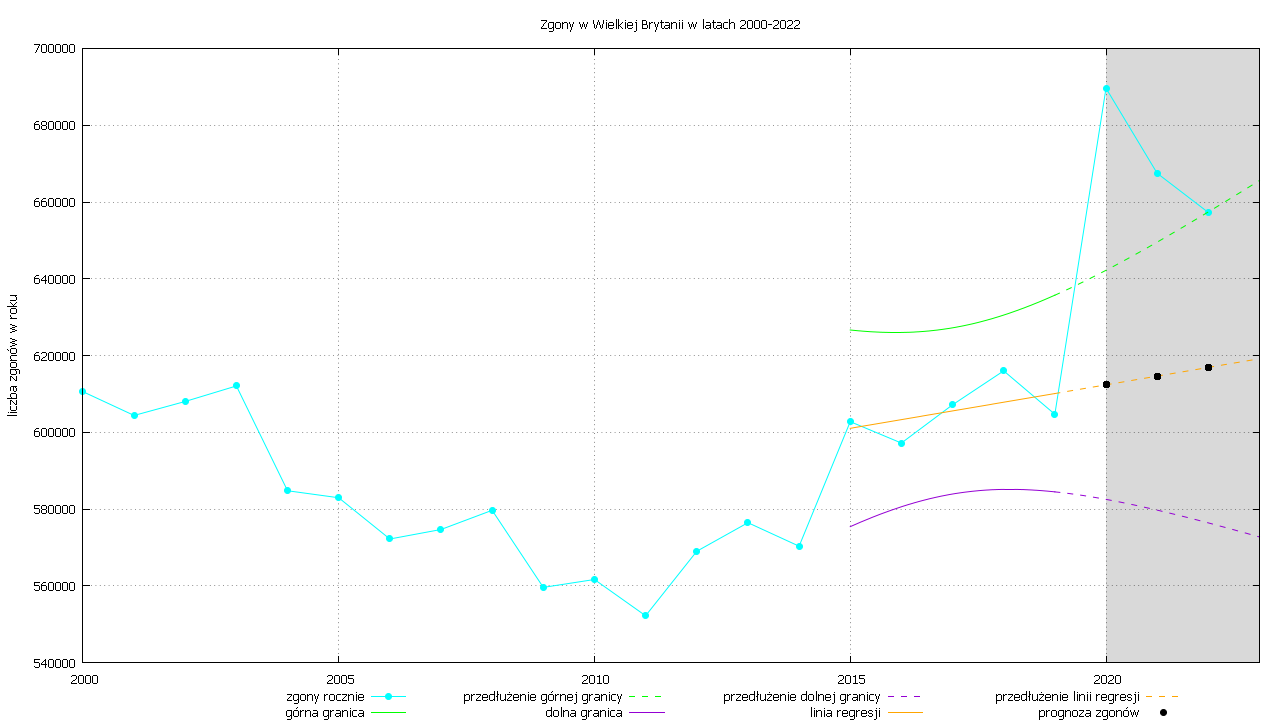 Zgony w Wielkiej Brytanii w latach 2000-2022
700000
680000
660000
640000
620000
600000
580000
560000
540000
liczba zgonów w roku
2000 2005 2010 2015 2020
zgony rocznie przedłużenie górnej granicy przedłużenie dolnej granicy przedłużenie linii regresji
górna granica dolna granica linia regresji prognoza zgonów